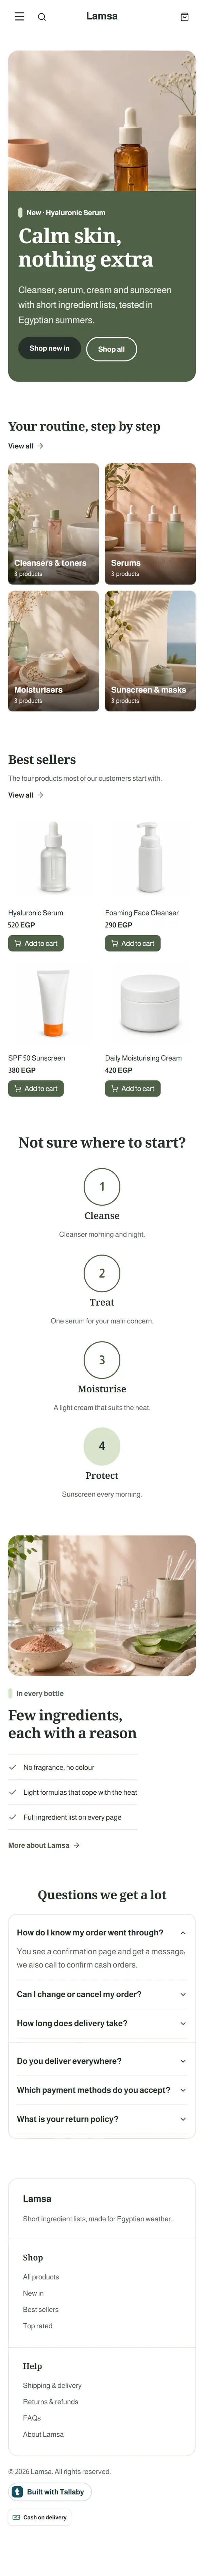 Lamsa
New · Hyaluronic Serum
Calm skin,
nothing extra
Cleanser, serum, cream and sunscreen
with short ingredient lists, tested in
Egyptian summers.
Shop new in
Shop all
Your routine, step by step
View all
Cleansers & toners
3 products
Serums
3 products
Moisturisers
3 products
Sunscreen & masks
3 products
Best sellers
The four products most of our customers start with.
View all
Hyaluronic Serum
520 EGP
Add to cart
Foaming Face Cleanser
290 EGP
Add to cart
SPF 50 Sunscreen
380 EGP
Add to cart
Daily Moisturising Cream
420 EGP
Add to cart
Not sure where to start?
1
Cleanse
Cleanser morning and night.
2
Treat
One serum for your main concern.
3
Moisturise
A light cream that suits the heat.
4
Protect
Sunscreen every morning.
In every bottle
Few ingredients,
each with a reason
No fragrance, no colour
Light formulas that cope with the heat
Full ingredient list on every page
More about Lamsa
Questions we get a lot
How do I know my order went through?
You see a confirmation page and get a message,
we also call to confirm cash orders.
Can I change or cancel my order?
How long does delivery take?
Do you deliver everywhere?
Which payment methods do you accept?
What is your return policy?
Lamsa
Short ingredient lists, made for Egyptian weather.
Shop
All products
New in
Best sellers
Top rated
Help
Shipping & delivery
Returns & refunds
FAQs
About Lamsa
© 2026 Lamsa. All rights reserved.
t Built with Tallaby
Cash on delivery